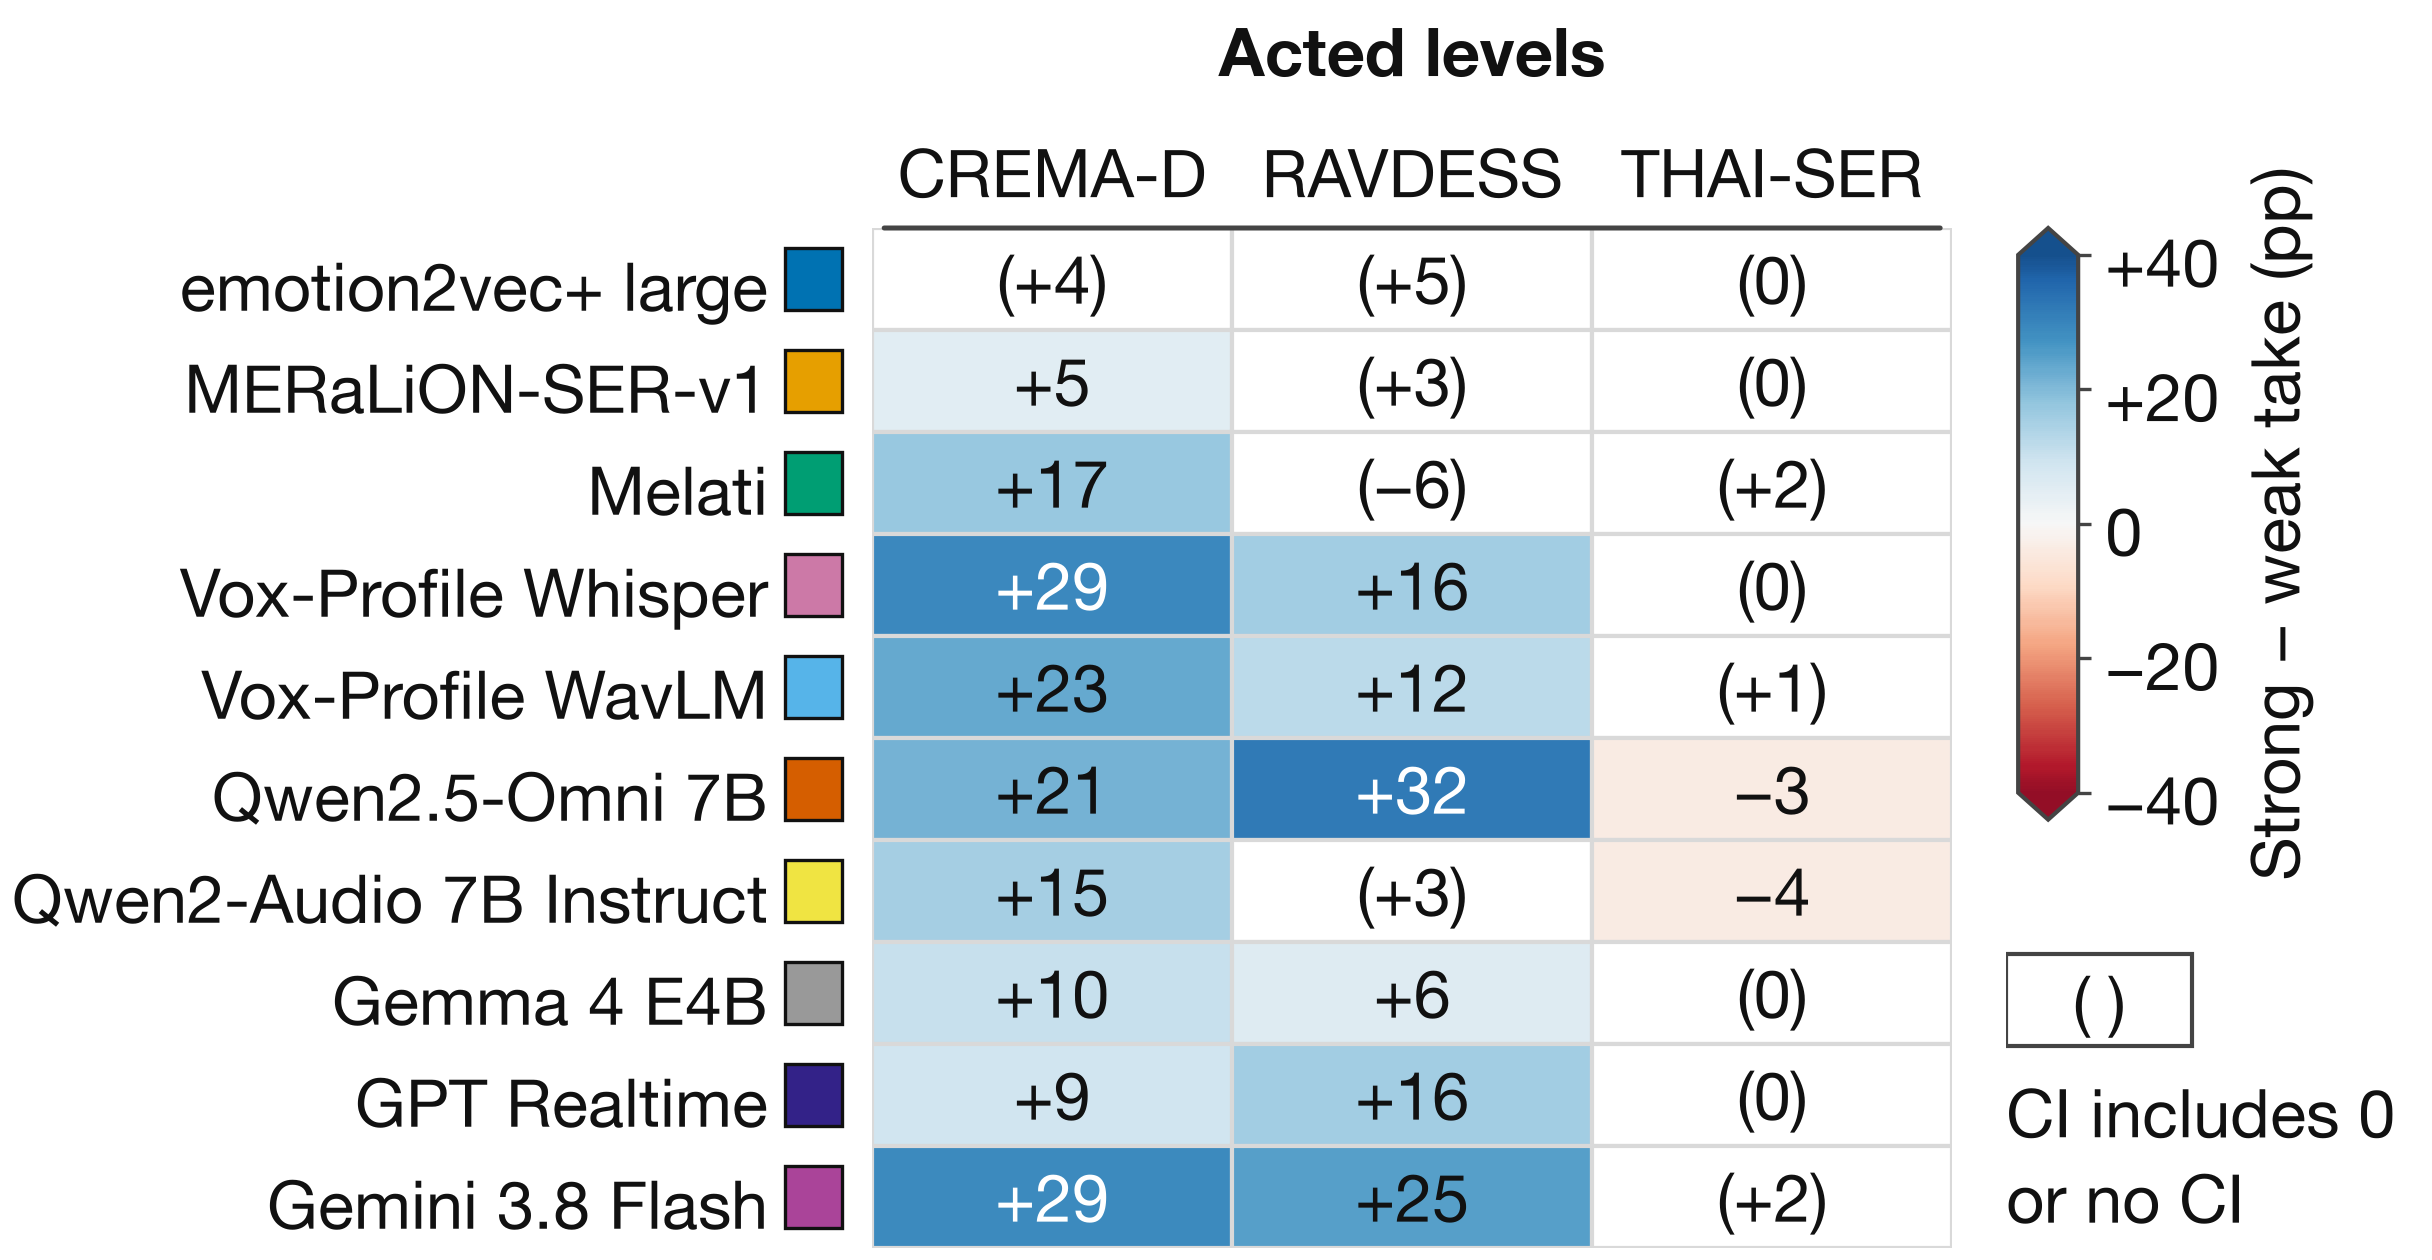 Acted levels
CREMA-D RAVDESS THAI-SER
emotion2vec+ large (+4) (+5) (0)
MERaLiON-SER-v1 +5 (+3) (0)
Melati +17 (−6) (+2)
Vox-Profile Whisper +29 +16 (0)
Vox-Profile WavLM +23 +12 (+1)
Qwen2.5-Omni 7B +21 +32 −3
Qwen2-Audio 7B Instruct +15 (+3) −4
Gemma 4 E4B +10 +6 (0)
GPT Realtime +9 +16 (0)
Gemini 3.8 Flash +29 +25 (+2)
+40
+20
0
−20
−40
Strong − weak take (pp)
( )
CI includes 0
or no CI